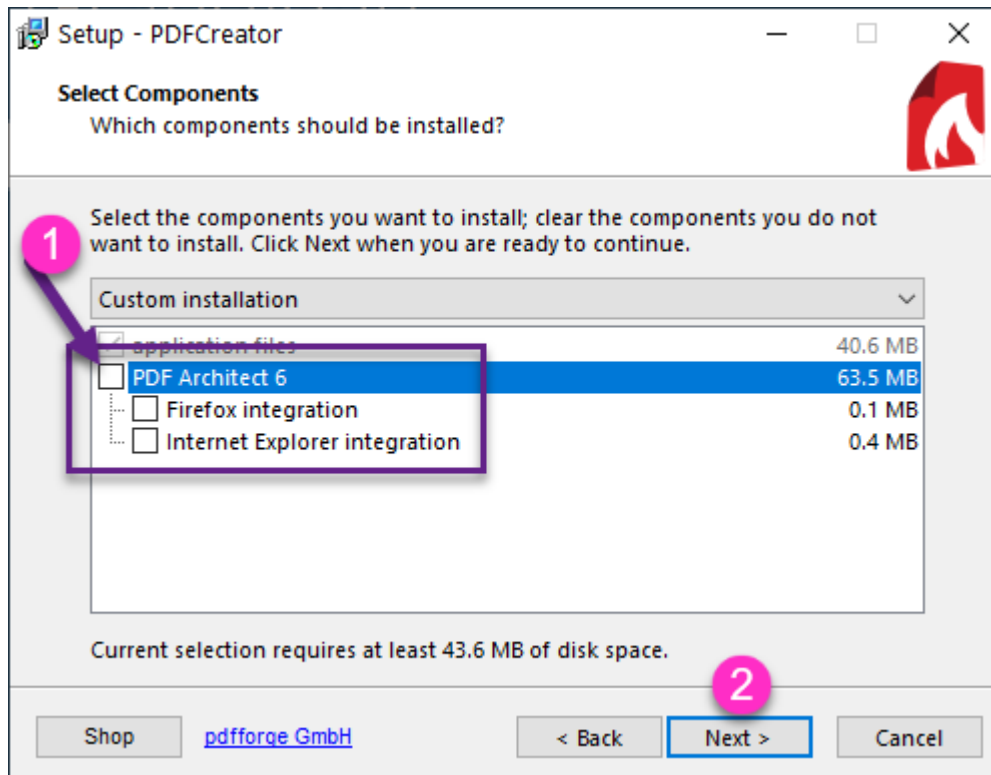 Setup - PDFCreator
Select Components
Which components should be installed?
Select the components you want to install; clear the components you do not
want to install. Click Next when you are ready to continue.
1
Custom installation
application files 40.6 MB
PDF Architect 6 63.5 MB
Firefox integration 0.1 MB
Internet Explorer integration 0.4 MB
Current selection requires at least 43.6 MB of disk space.
2
Shop pdfforge GmbH < Back Next > Cancel